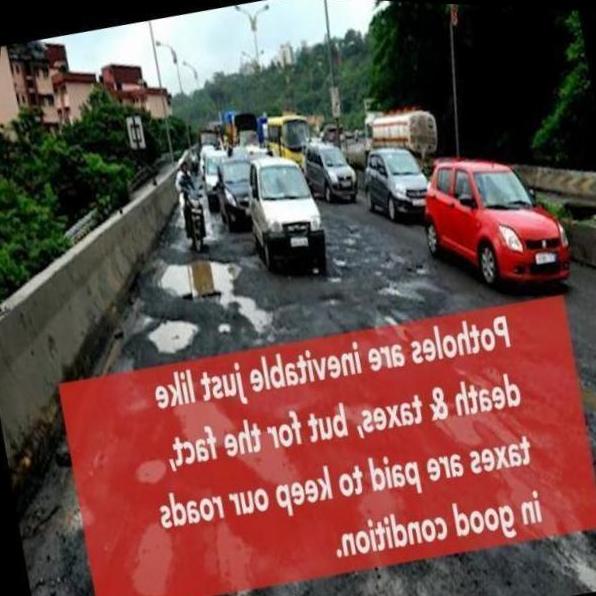 Potholes are inevitable just like
death & taxes, but for the fact,
taxes are paid to keep our roads
in good condition.